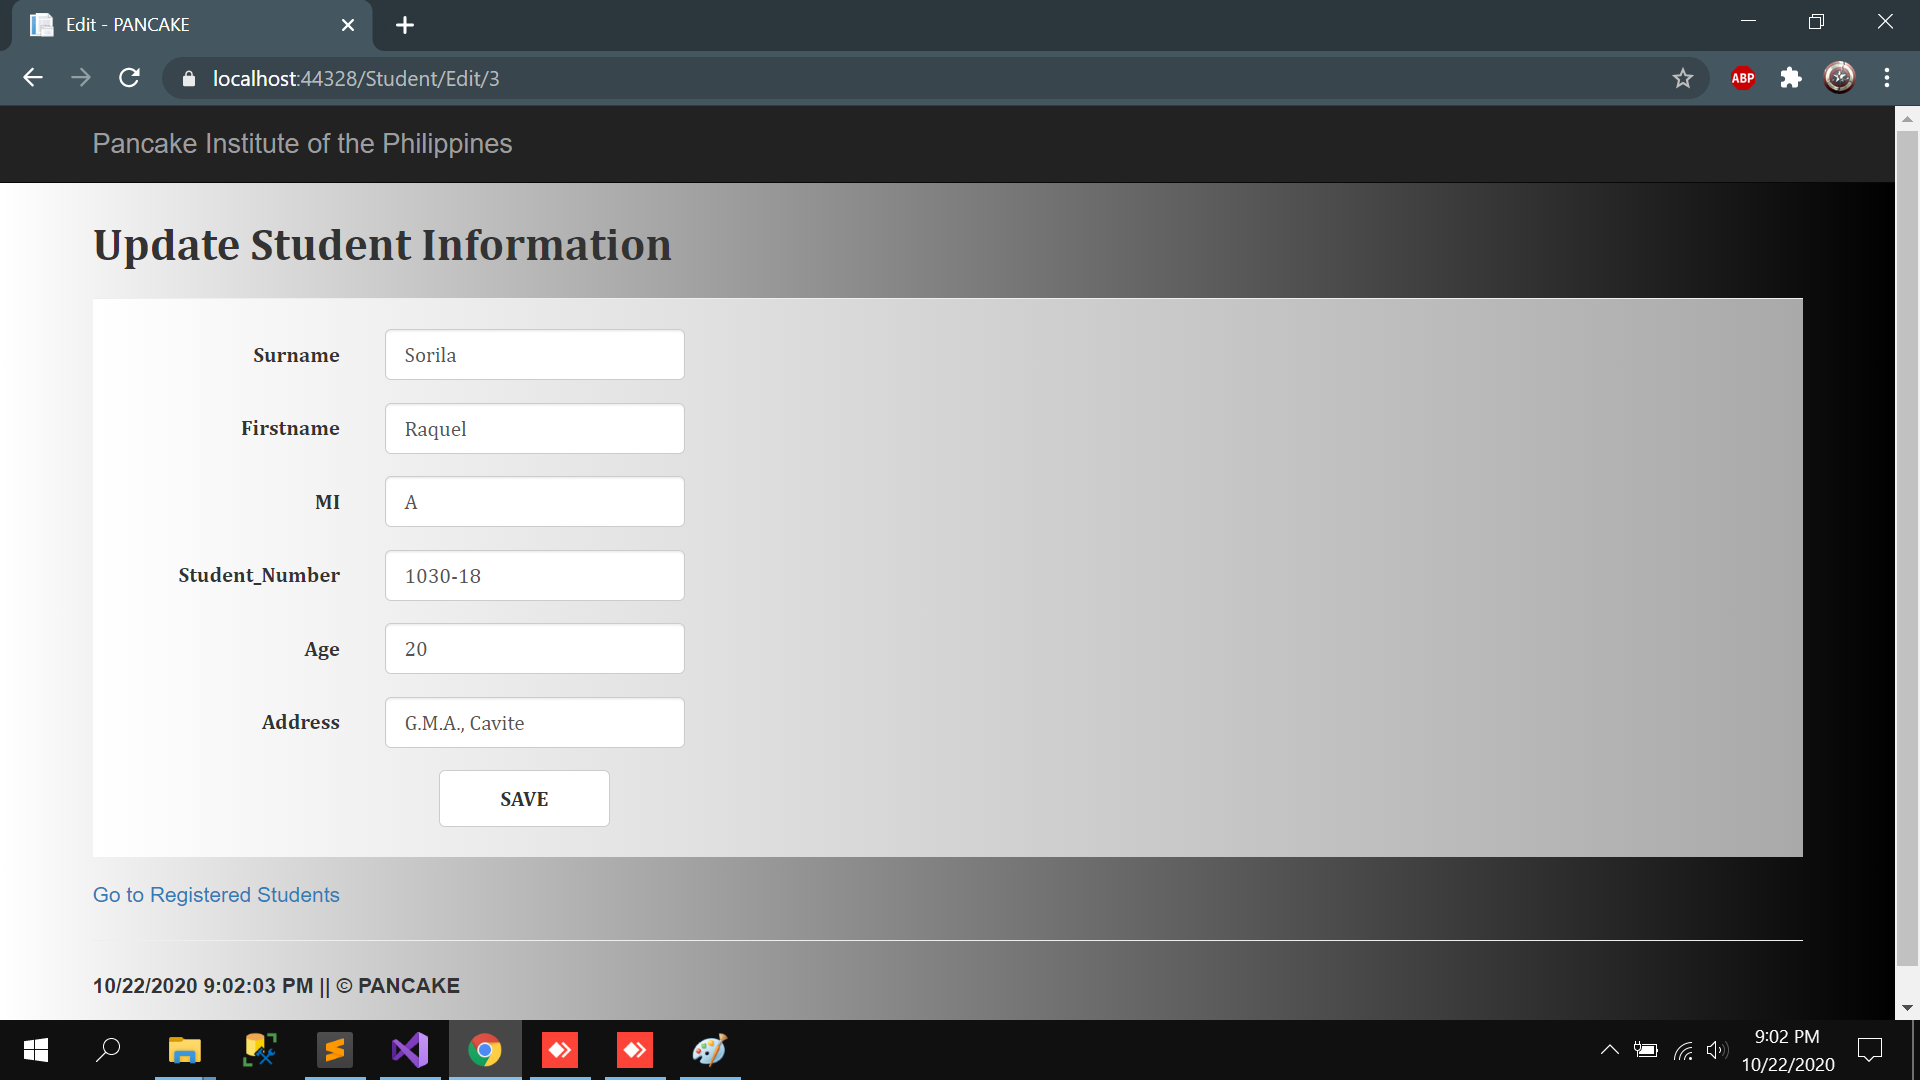 Edit - PANCAKE
localhost:44328/Student/Edit/3
ABP
Pancake Institute of the Philippines
Update Student Information
Surname Sorila
Firstname Raquel
MI A
Student_Number 1030-18
Age 20
Address G.M.A., Cavite
SAVE
Go to Registered Students
10/22/2020 9:02:03 PM || © PANCAKE
9:02 PM
10/22/2020